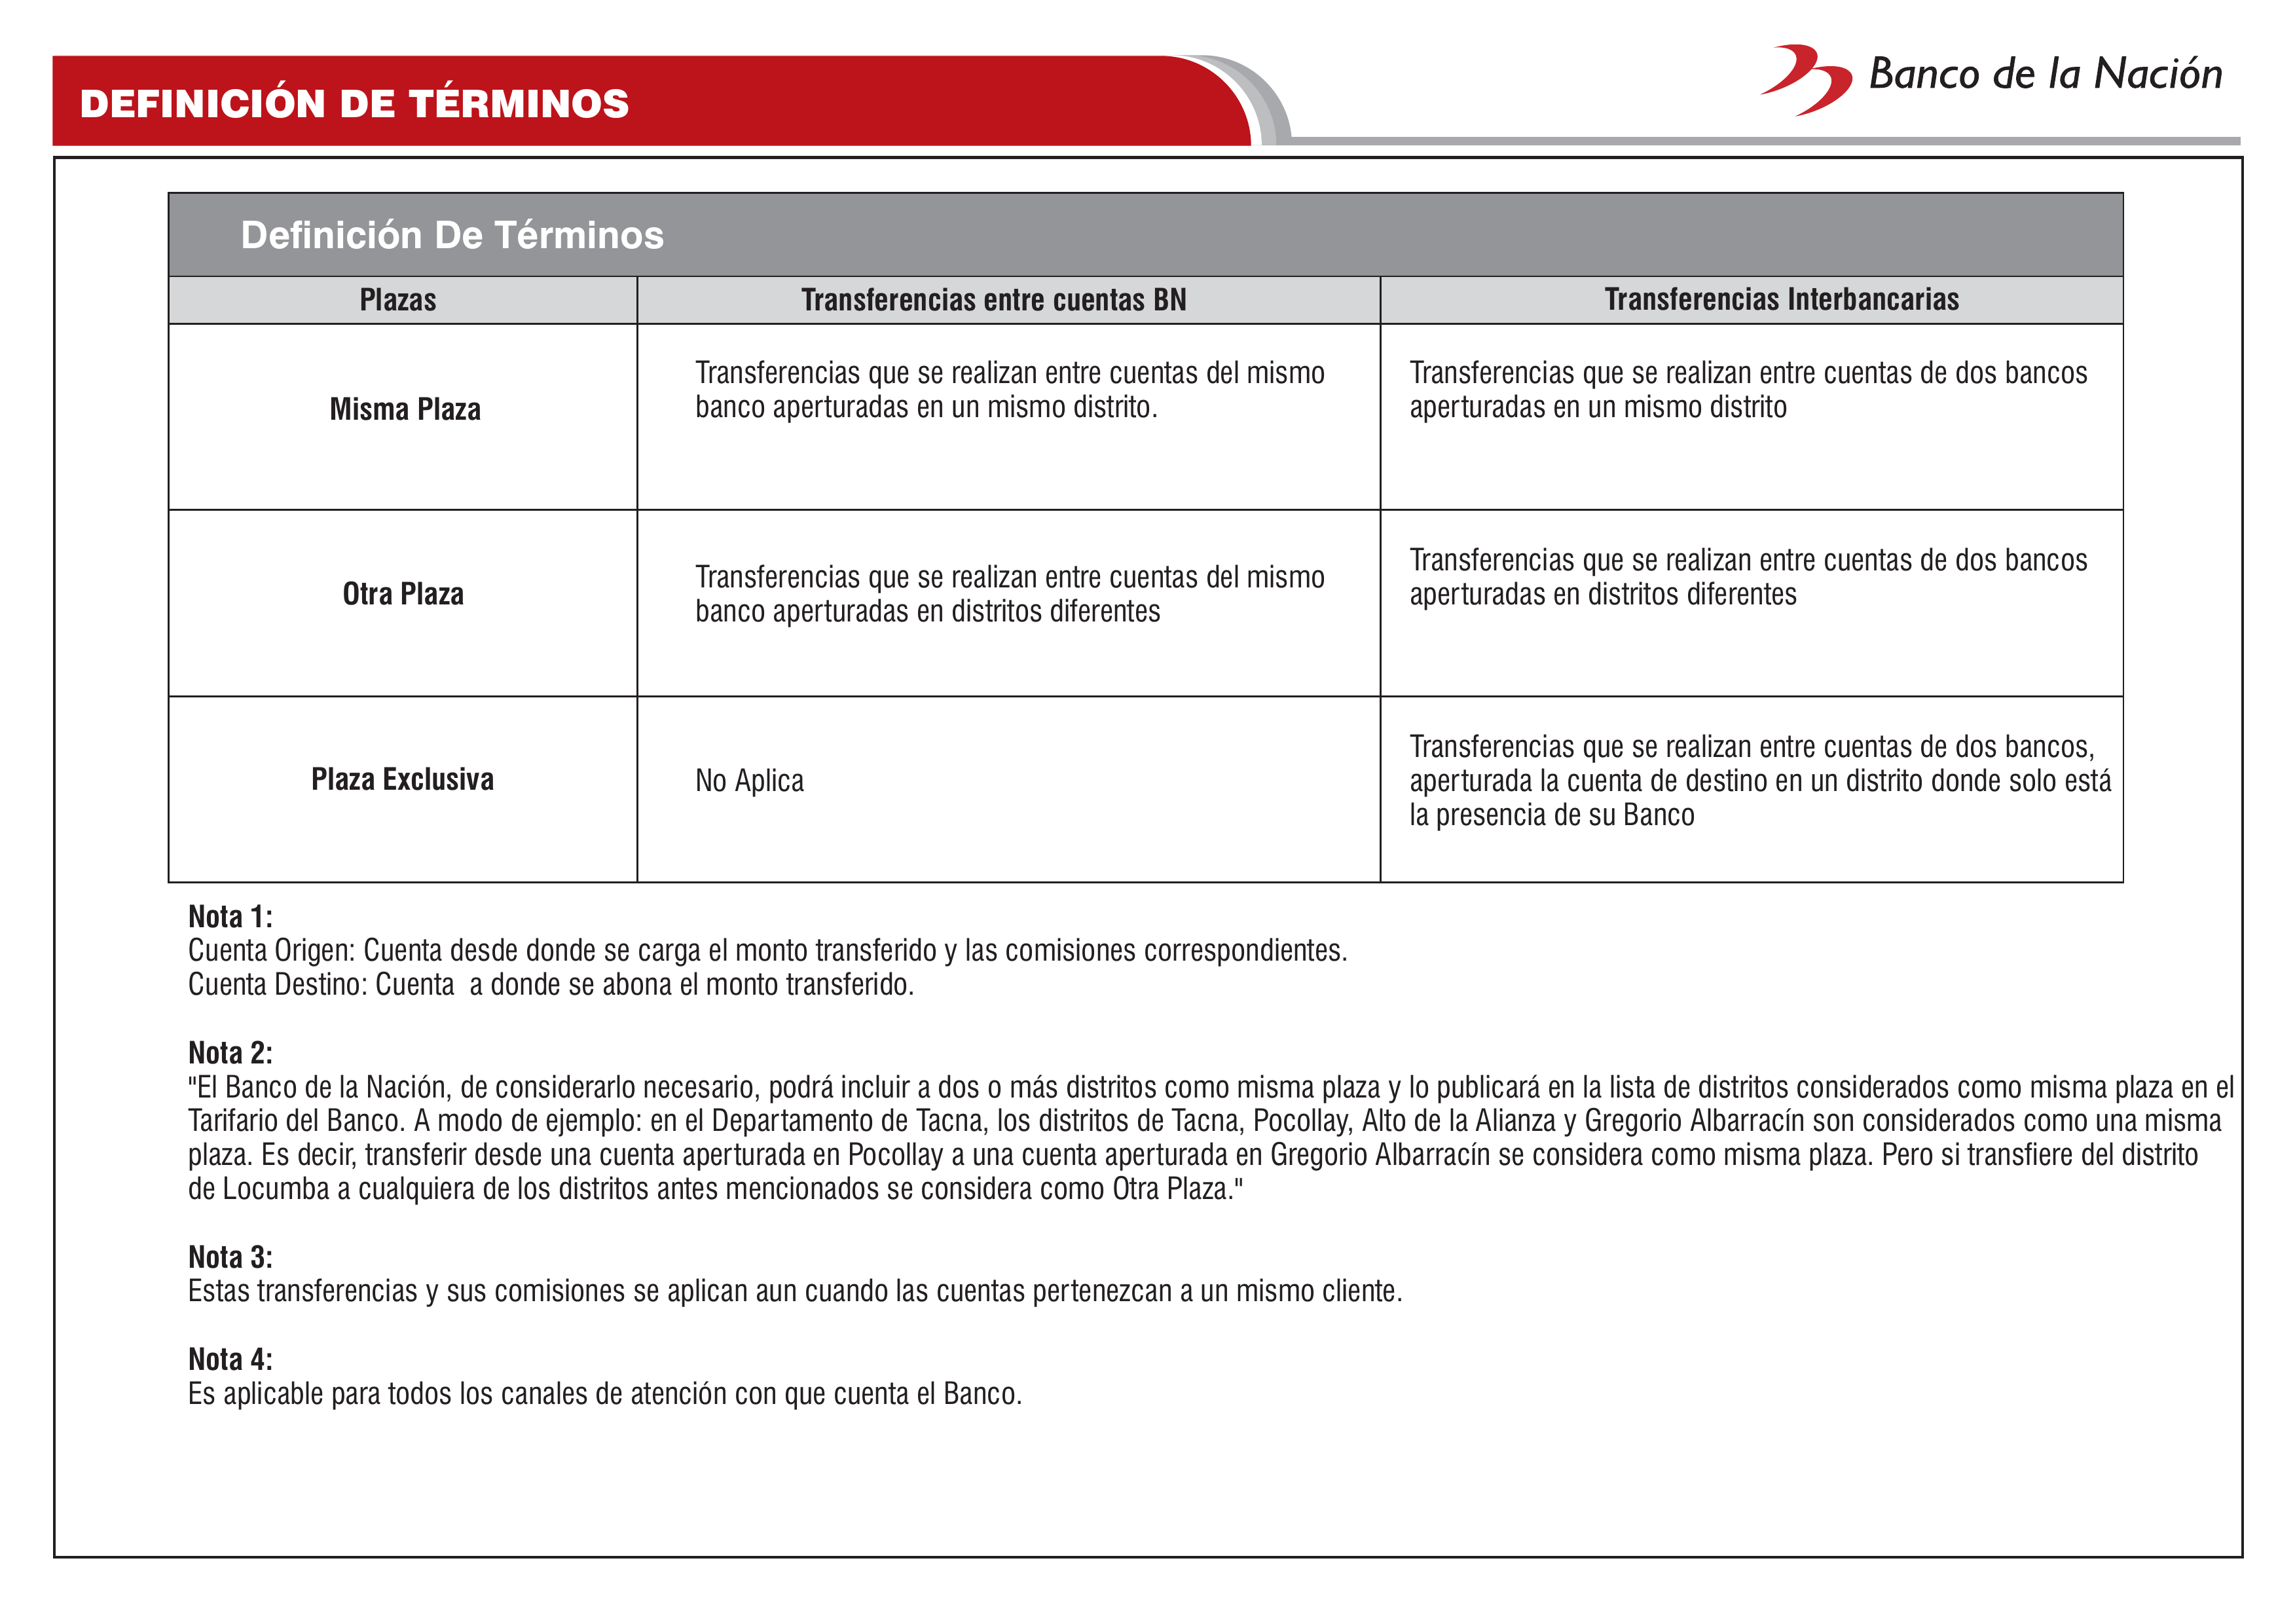 DEFINICIÓN DE TÉRMINOS
Banco de la Nación
Definición De Términos
Plazas
Transferencias entre cuentas BN
Transferencias Interbancarias
Misma Plaza
Transferencias que se realizan entre cuentas del mismo
banco aperturadas en un mismo distrito.
Transferencias que se realizan entre cuentas de dos bancos
aperturadas en un mismo distrito
Otra Plaza
Transferencias que se realizan entre cuentas del mismo
banco aperturadas en distritos diferentes
Transferencias que se realizan entre cuentas de dos bancos
aperturadas en distritos diferentes
Plaza Exclusiva
No Aplica
Transferencias que se realizan entre cuentas de dos bancos,
aperturada la cuenta de destino en un distrito donde solo está
la presencia de su Banco
Nota 1:
Cuenta Origen: Cuenta desde donde se carga el monto transferido y las comisiones correspondientes.
Cuenta Destino: Cuenta  a donde se abona el monto transferido.
Nota 2:
"El Banco de la Nación, de considerarlo necesario, podrá incluir a dos o más distritos como misma plaza y lo publicará en la lista de distritos considerados como misma plaza en el
Tarifario del Banco. A modo de ejemplo: en el Departamento de Tacna, los distritos de Tacna, Pocollay, Alto de la Alianza y Gregorio Albarracín son considerados como una misma
plaza. Es decir, transferir desde una cuenta aperturada en Pocollay a una cuenta aperturada en Gregorio Albarracín se considera como misma plaza. Pero si transfiere del distrito
de Locumba a cualquiera de los distritos antes mencionados se considera como Otra Plaza."
Nota 3:
Estas transferencias y sus comisiones se aplican aun cuando las cuentas pertenezcan a un mismo cliente.
Nota 4:
Es aplicable para todos los canales de atención con que cuenta el Banco.